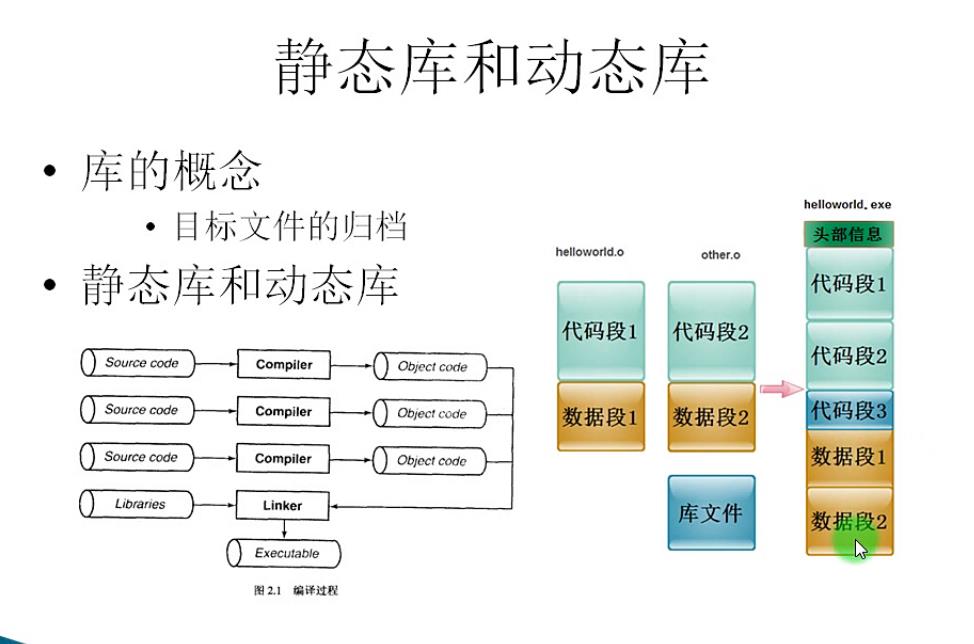 静态库和动态库
• 库的概念
• 目标文件的归档
• 静态库和动态库
Source code
Compiler
Object code
Source code
Compiler
Object code
Source code
Compiler
Object code
Libraries
Linker
Executable
图 2.1 编译过程
helloworld.o
other.o
代码段1
代码段2
数据段1
数据段2
库文件
helloworld. exe
头部信息
代码段1
代码段2
代码段3
数据段1
数据段2